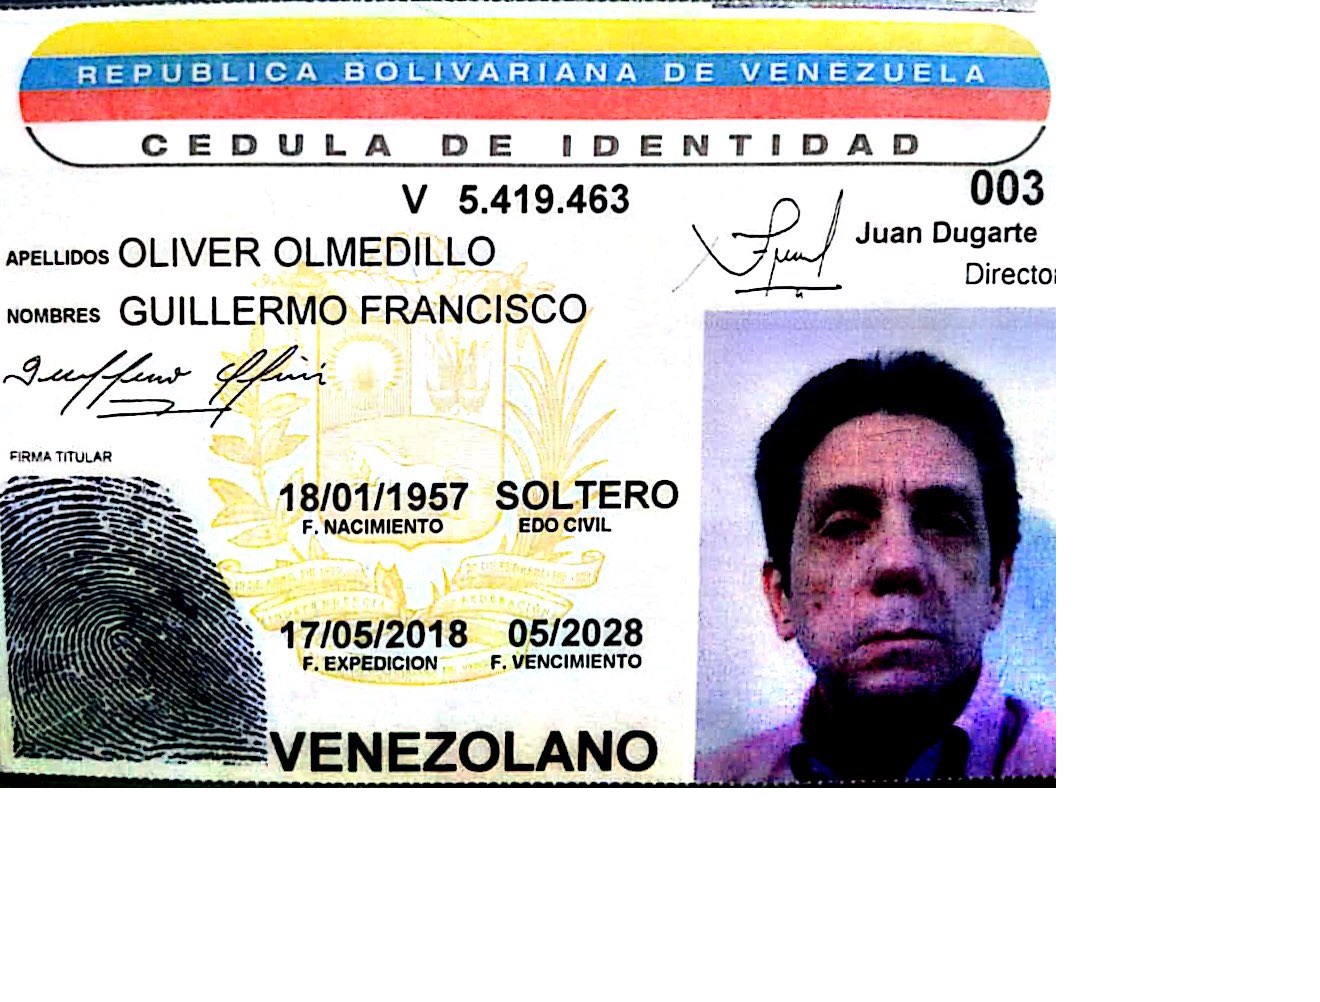 REPUBLICA BOLIVARIANA DE VENEZUELA
CEDULA DE IDENTIDAD
V 5.419.463
003
Juan Dugarte
Director
APELLIDOS OLIVER OLMEDILLO
NOMBRES GUILLERMO FRANCISCO
FIRMA TITULAR
18/01/1957 SOLTERO
F. NACIMIENTO EDO CIVIL
17/05/2018 05/2028
F. EXPEDICION F. VENCIMIENTO
VENEZOLANO